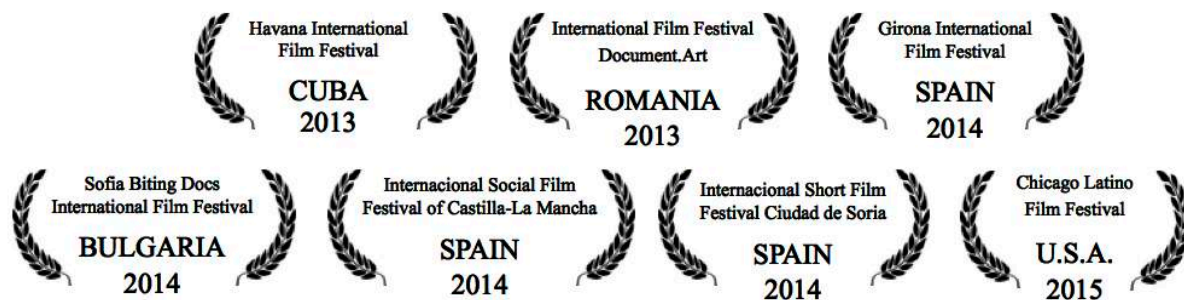 Havana International
Film Festival
CUBA
2013
International Film Festival
Document.Art
ROMANIA
2013
Girona International
Film Festival
SPAIN
2014
Sofia Biting Docs
International Film Festival
BULGARIA
2014
Internacional Social Film
Festival of Castilla-La Mancha
SPAIN
2014
Internacional Short Film
Festival Ciudad de Soria
SPAIN
2014
Chicago Latino
Film Festival
U.S.A.
2015